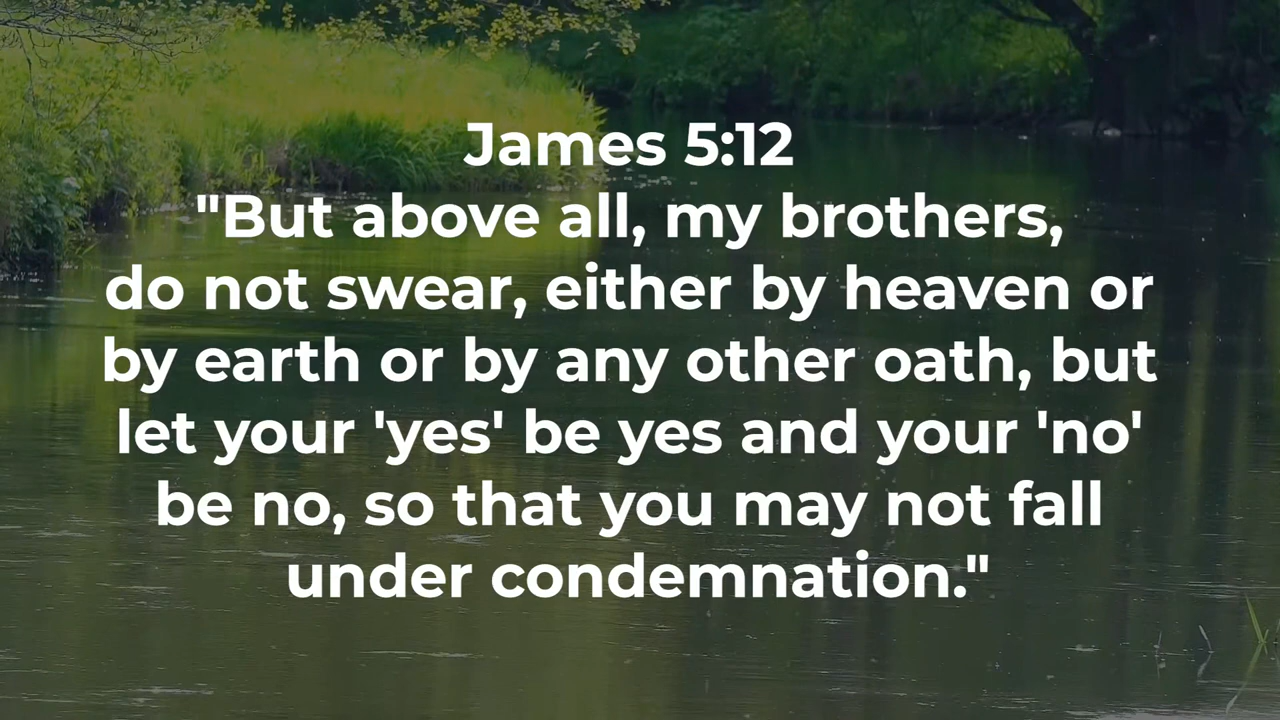 James 5:12
"But above all, my brothers,
do not swear, either by heaven or
by earth or by any other oath, but
let your 'yes' be yes and your 'no'
be no, so that you may not fall
under condemnation."